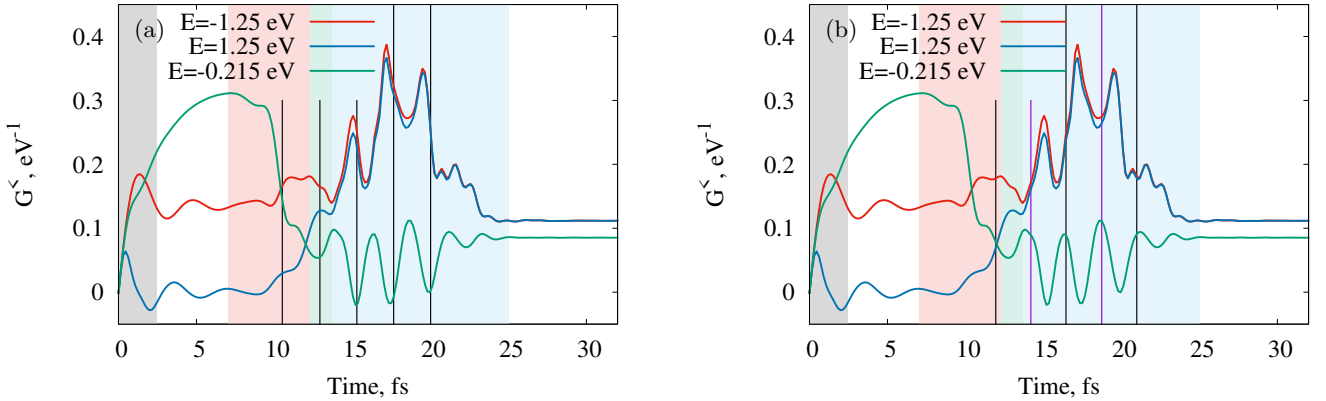 (a)
E=-1.25 eV
E=1.25 eV
E=-0.215 eV
0.4
0.3
0.2
0.1
0
G<, eV-1
0 5 10 15 20 25 30
Time, fs
(b)
E=-1.25 eV
E=1.25 eV
E=-0.215 eV
0.4
0.3
0.2
0.1
0
G<, eV-1
0 5 10 15 20 25 30
Time, fs